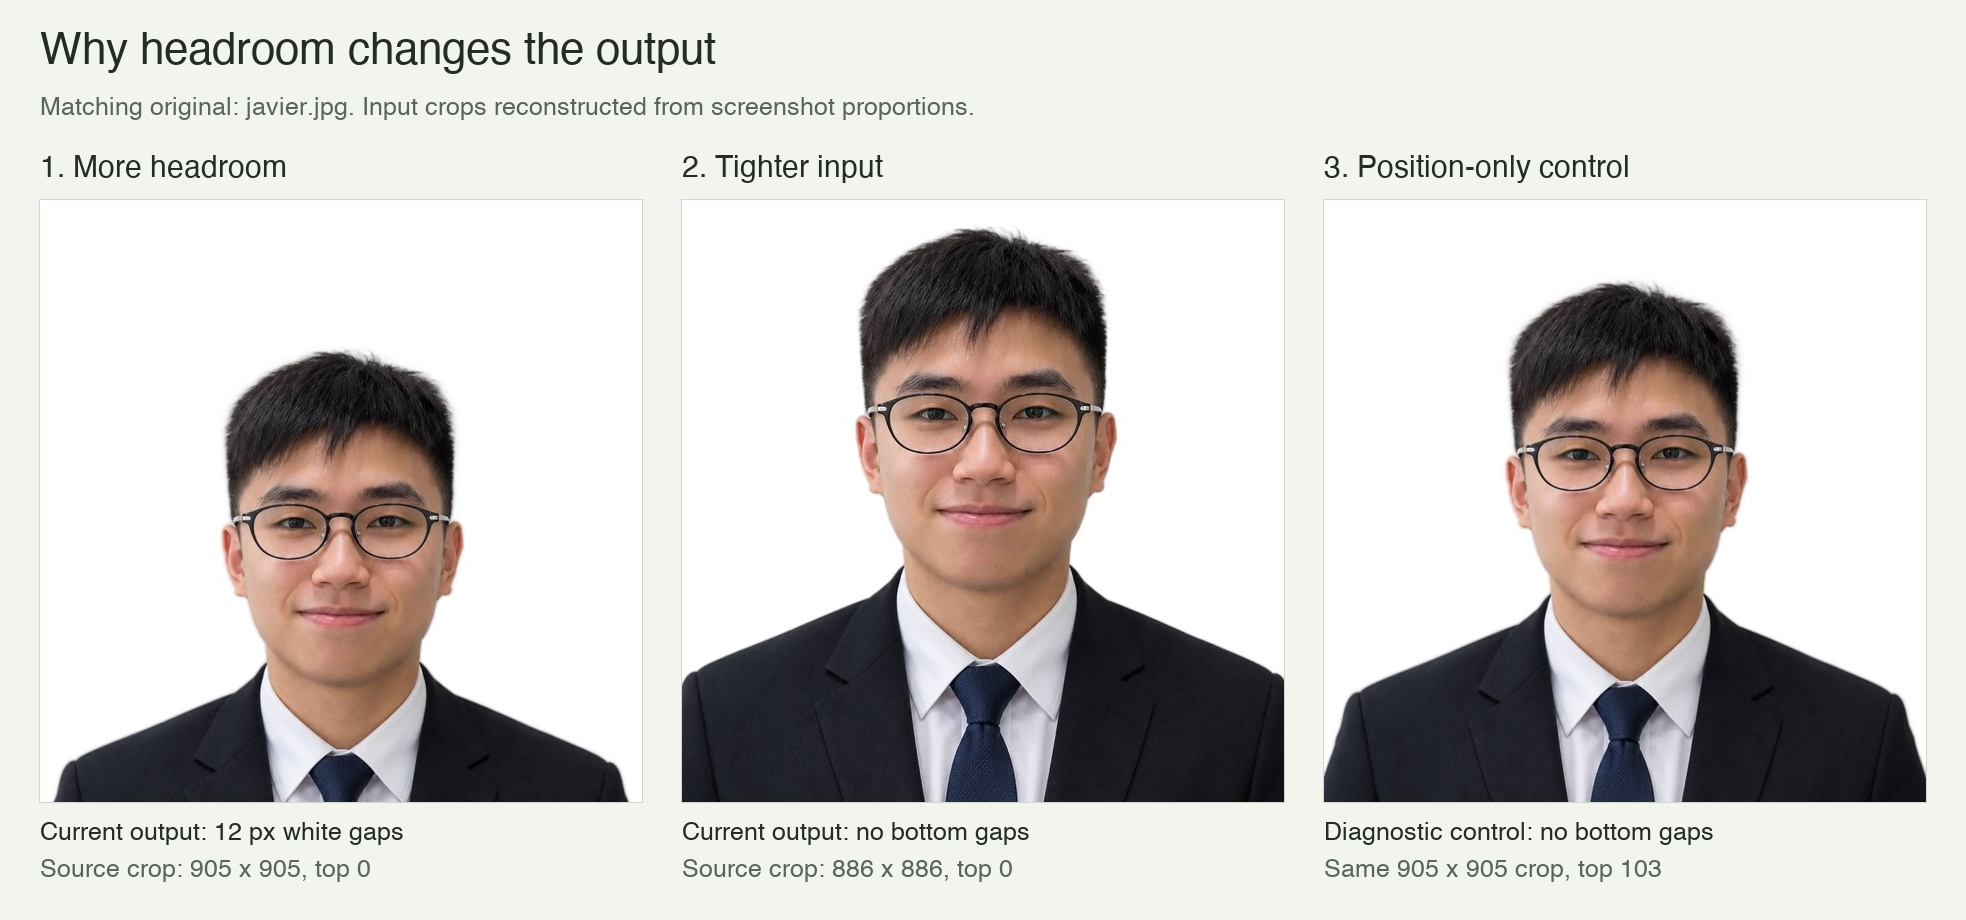 Why headroom changes the output
Matching original: javier.jpg. Input crops reconstructed from screenshot proportions.
1. More headroom
2. Tighter input
3. Position-only control
Current output: 12 px white gaps
Source crop: 905 x 905, top 0
Current output: no bottom gaps
Source crop: 886 x 886, top 0
Diagnostic control: no bottom gaps
Same 905 x 905 crop, top 103